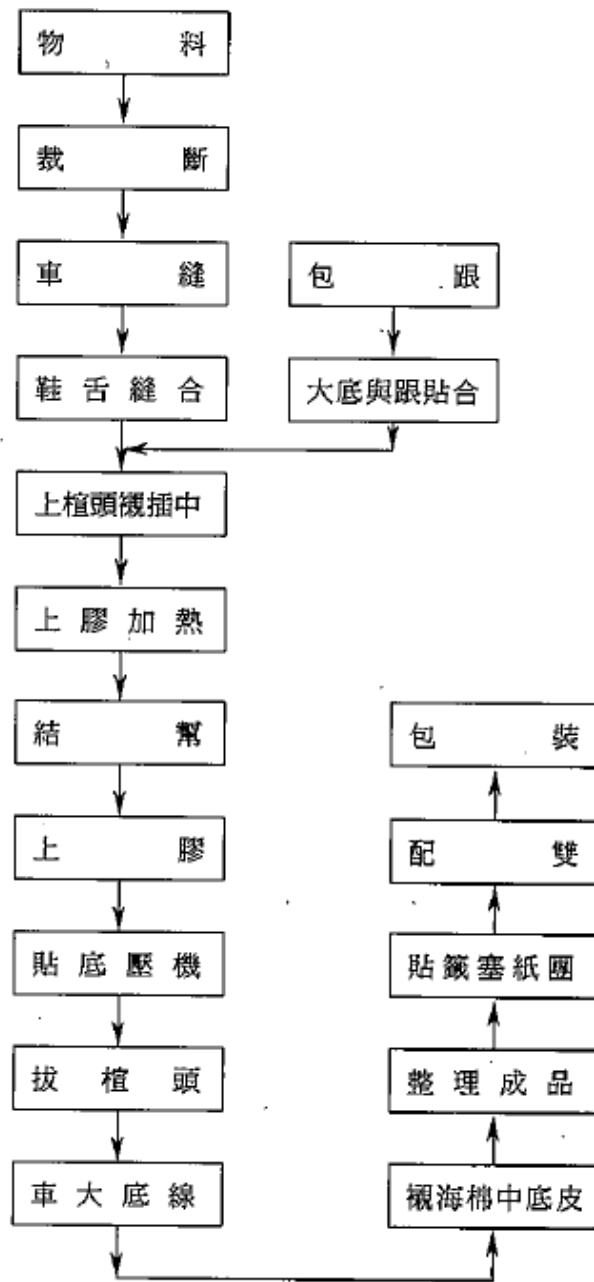 物料
裁斷
車縫
包跟
鞋舌縫合
大底與跟貼合
上楦頭襯插中
上膠加熱
結幫
上膠
貼底壓機
拔楦頭
車大底線
襯海棉中底皮
整理成品
貼籤塞紙團
配雙
包裝